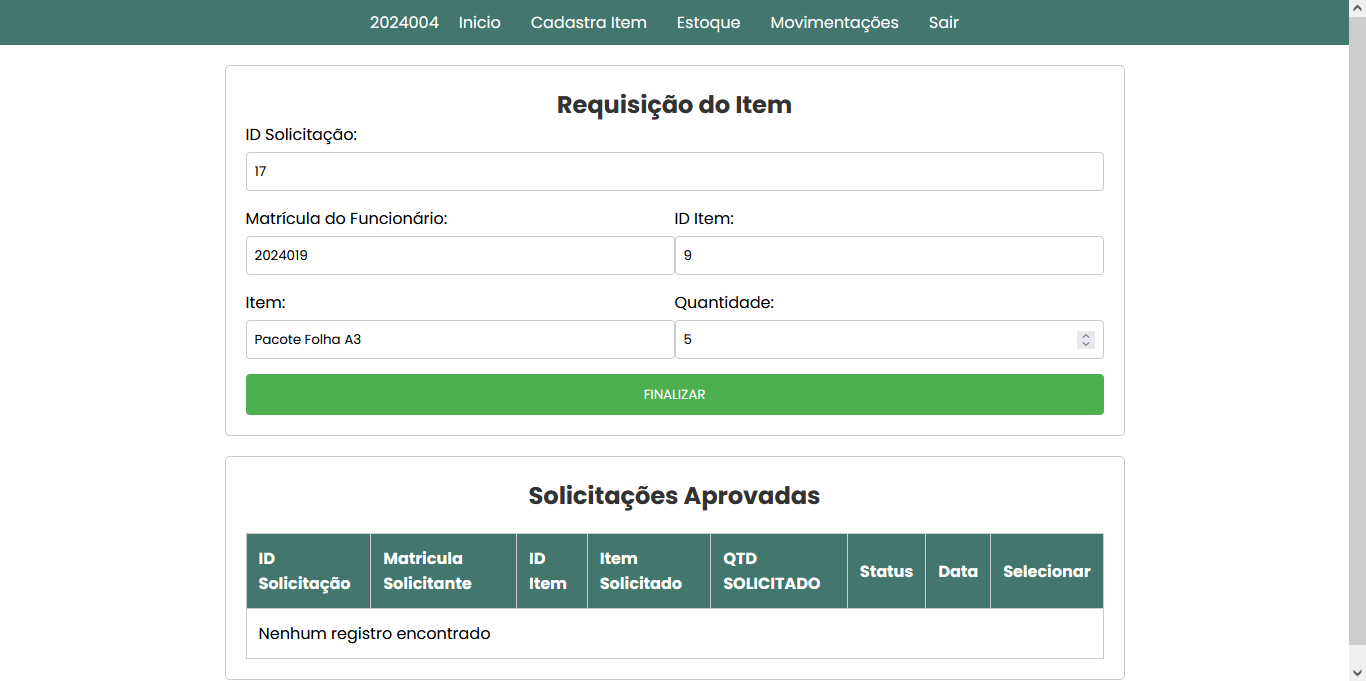 2024004 Inicio Cadastra Item Estoque Movimentações Sair
Requisição do Item
ID Solicitação:
17
Matrícula do Funcionário: ID Item:
2024019 9
Item: Quantidade:
Pacote Folha A3 5
FINALIZAR
Solicitações Aprovadas
ID Solicitação Matricula Solicitante ID Item Item Solicitado QTD SOLICITADO Status Data Selecionar
Nenhum registro encontrado